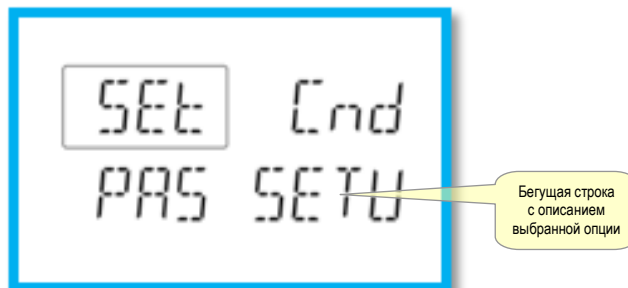 SEt Cnd
PAS SETU
Бегущая строка
с описанием
выбранной опции